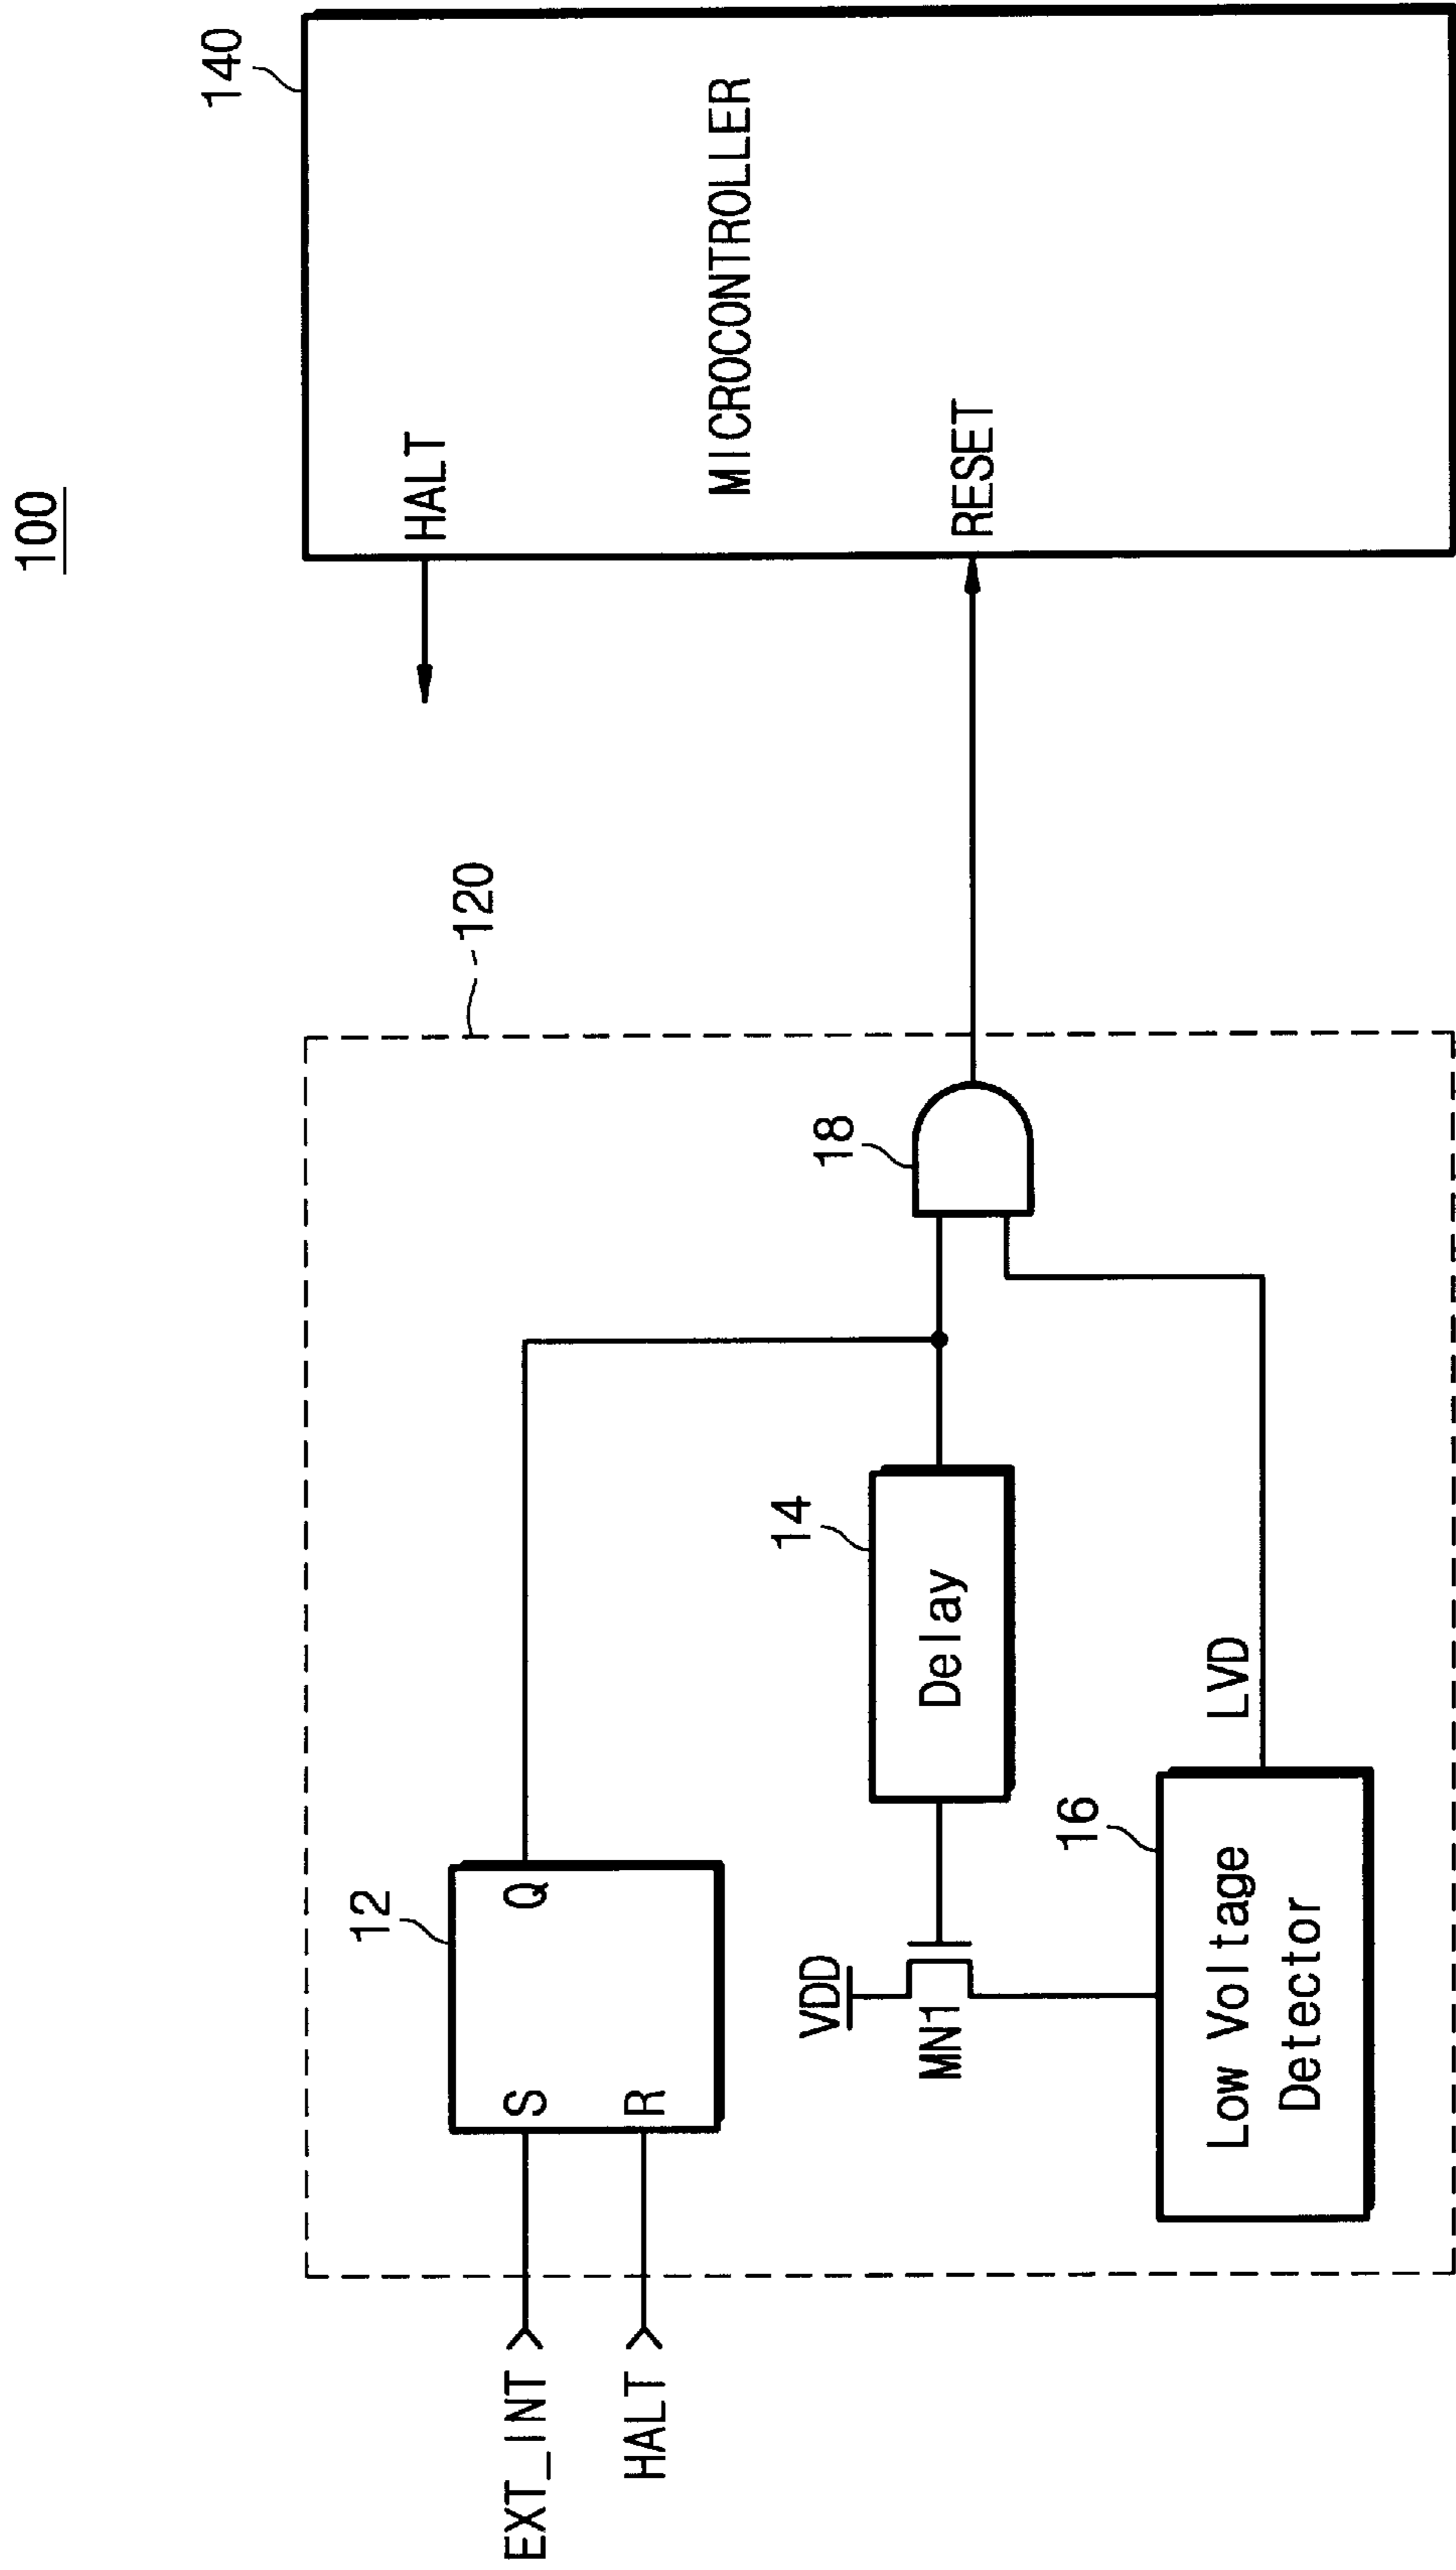 100
140
HALT
MICROCONTROLLER
RESET
120
18
12
S
Q
R
EXT_INT
HALT
14
Delay
VDD
MN1
16
Low Voltage
Detector
LVD